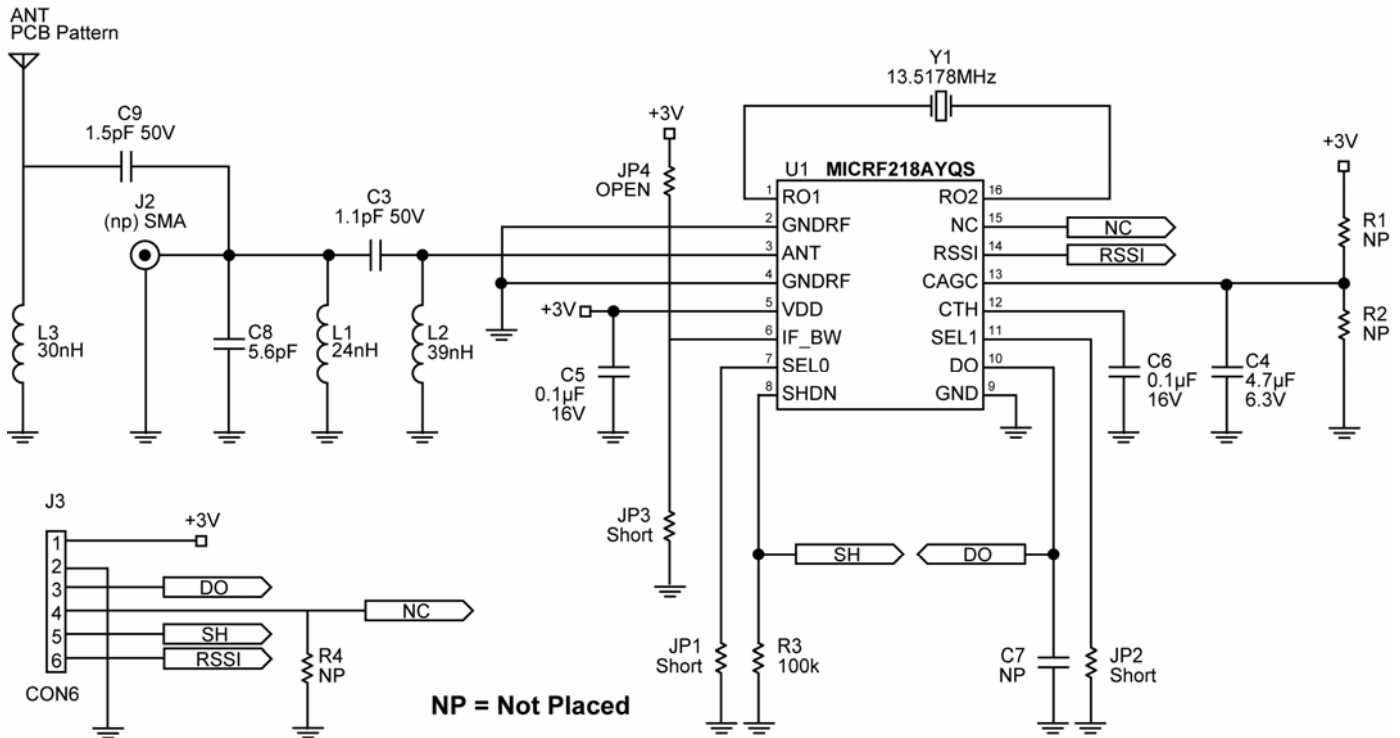 ANT
PCB Pattern
C9
1.5pF 50V
J2
(np) SMA
C3
1.1pF 50V
L3
30nH
C8
5.6pF
L1
24nH
L2
39nH
+3V
JP4
OPEN
+3V
C5
0.1µF
16V
JP3
Short
Y1
13.5178MHz
U1 MICRF218AYQS
1 RO1
2 GNDRF
3 ANT
4 GNDRF
5 VDD
6 IF_BW
7 SEL0
8 SHDN
RO2 16
NC 15
RSSI 14
CAGC 13
CTH 12
SEL1 11
DO 10
GND 9
NC
RSSI
+3V
R1
NP
R2
NP
C6
0.1µF
16V
C4
4.7µF
6.3V
SH
DO
JP1
Short
R3
100k
C7
NP
JP2
Short
J3
1
2
3
4
5
6
CON6
+3V
DO
NC
SH
RSSI
R4
NP
NP = Not Placed